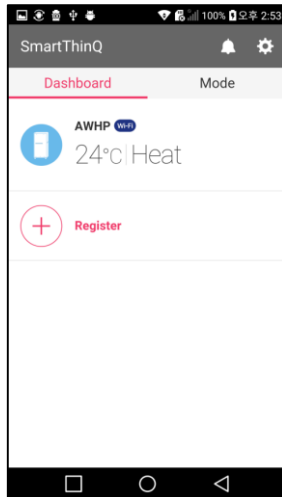 100% 오후 2:53
SmartThinQ
Dashboard Mode
AWHP Wi-Fi
24°C Heat
Register